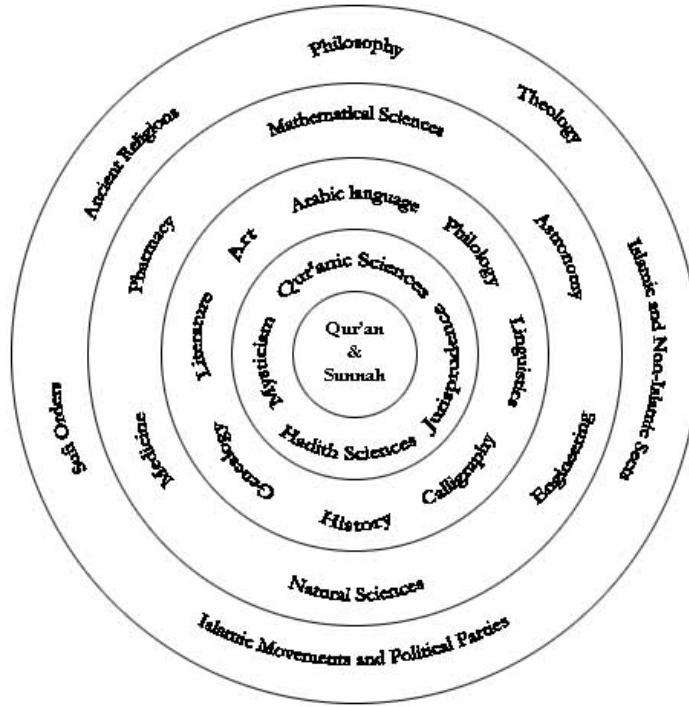 Philosophy
Theology
Islamic and Non-Islamic Sects
Islamic Movements and Political Parties
Sufi Orders
Ancient Religions
Mathematical Sciences
Astronomy
Engineering
Natural Sciences
Medicine
Pharmacy
Arabic language
Philology
Linguistics
Calligraphy
History
Genealogy
Literature
Art
Qur'anic Sciences
Jurisprudence
Hadith Sciences
Mysticism
Qur'an
&
Sunnah